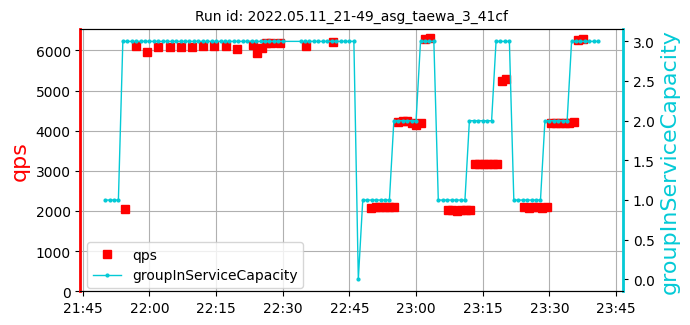 Run id: 2022.05.11_21-49_asg_taewa_3_41cf
qps
6000
5000
4000
3000
2000
1000
0
3.0
2.5
2.0
1.5
1.0
0.5
0.0
groupInServiceCapacity
qps
groupInServiceCapacity
21:45 22:00 22:15 22:30 22:45 23:00 23:15 23:30 23:45